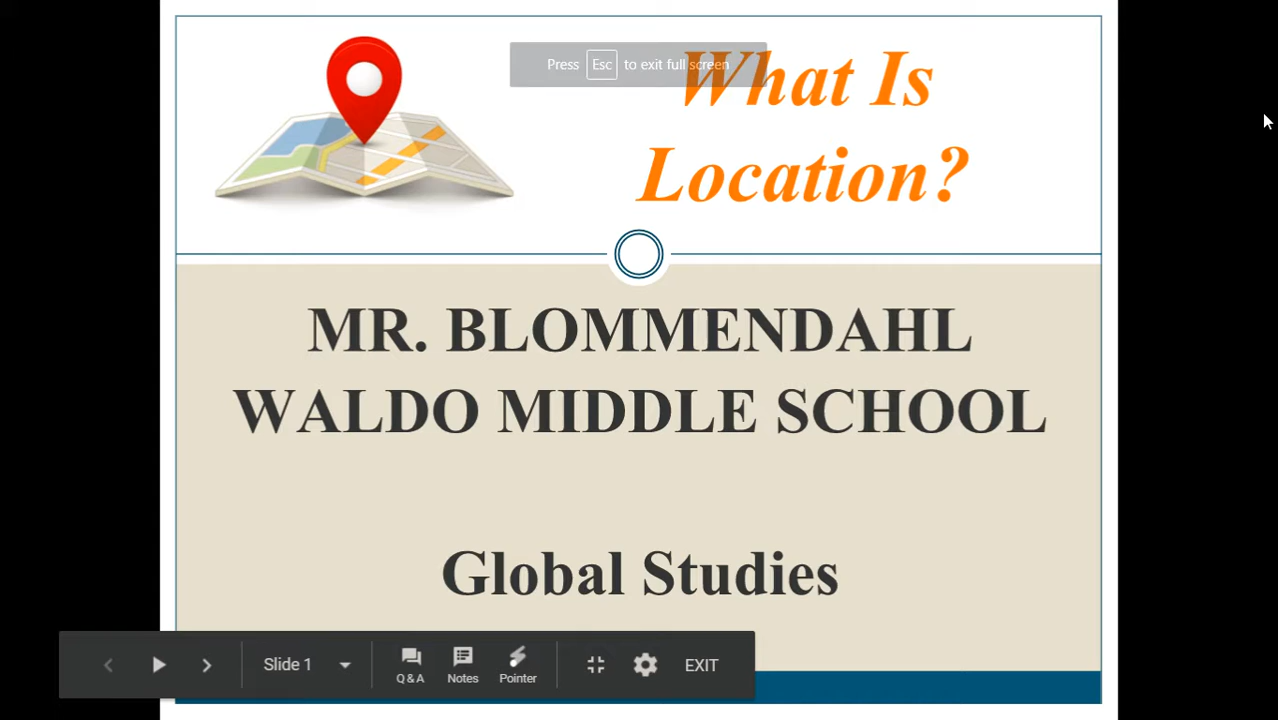 Press Esc to exit full screen
What Is
Location?
MR. BLOMMENDAHL
WALDO MIDDLE SCHOOL
Global Studies
Slide 1
Q & A
Notes
Pointer
EXIT